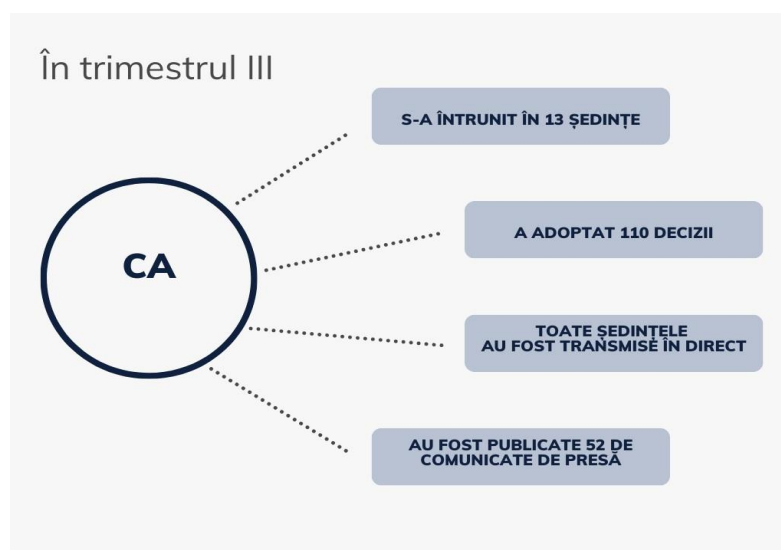 În trimestrul III
S-A ÎNTRUNIT ÎN 13 ȘEDINȚE
CA
A ADOPTAT 110 DECIZII
TOATE ȘEDINȚELE
AU FOST TRANSMISE ÎN DIRECT
AU FOST PUBLICATE 52 DE
COMUNICATE DE PRESĂ